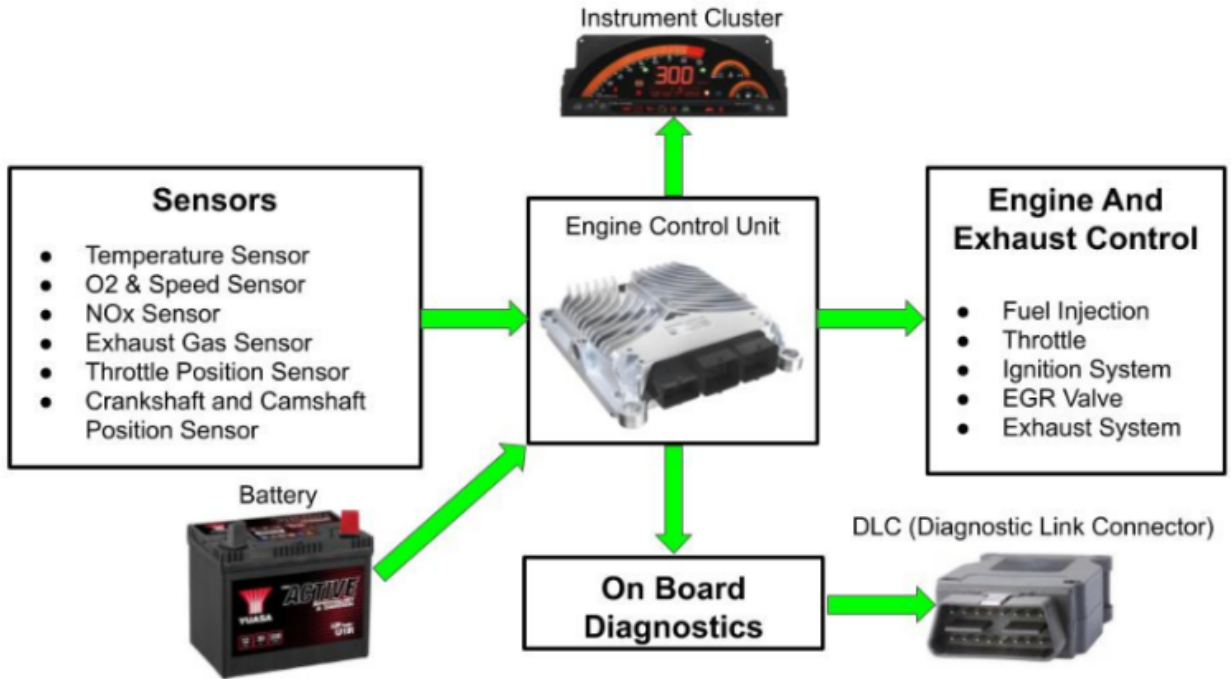 Instrument Cluster
300
Sensors
● Temperature Sensor
● O2 & Speed Sensor
● NOx Sensor
● Exhaust Gas Sensor
● Throttle Position Sensor
● Crankshaft and Camshaft
Position Sensor
Engine Control Unit
Engine And
Exhaust Control
● Fuel Injection
● Throttle
● Ignition System
● EGR Valve
● Exhaust System
Battery
ACTIVE
YUASA
U1R
On Board
Diagnostics
DLC (Diagnostic Link Connector)